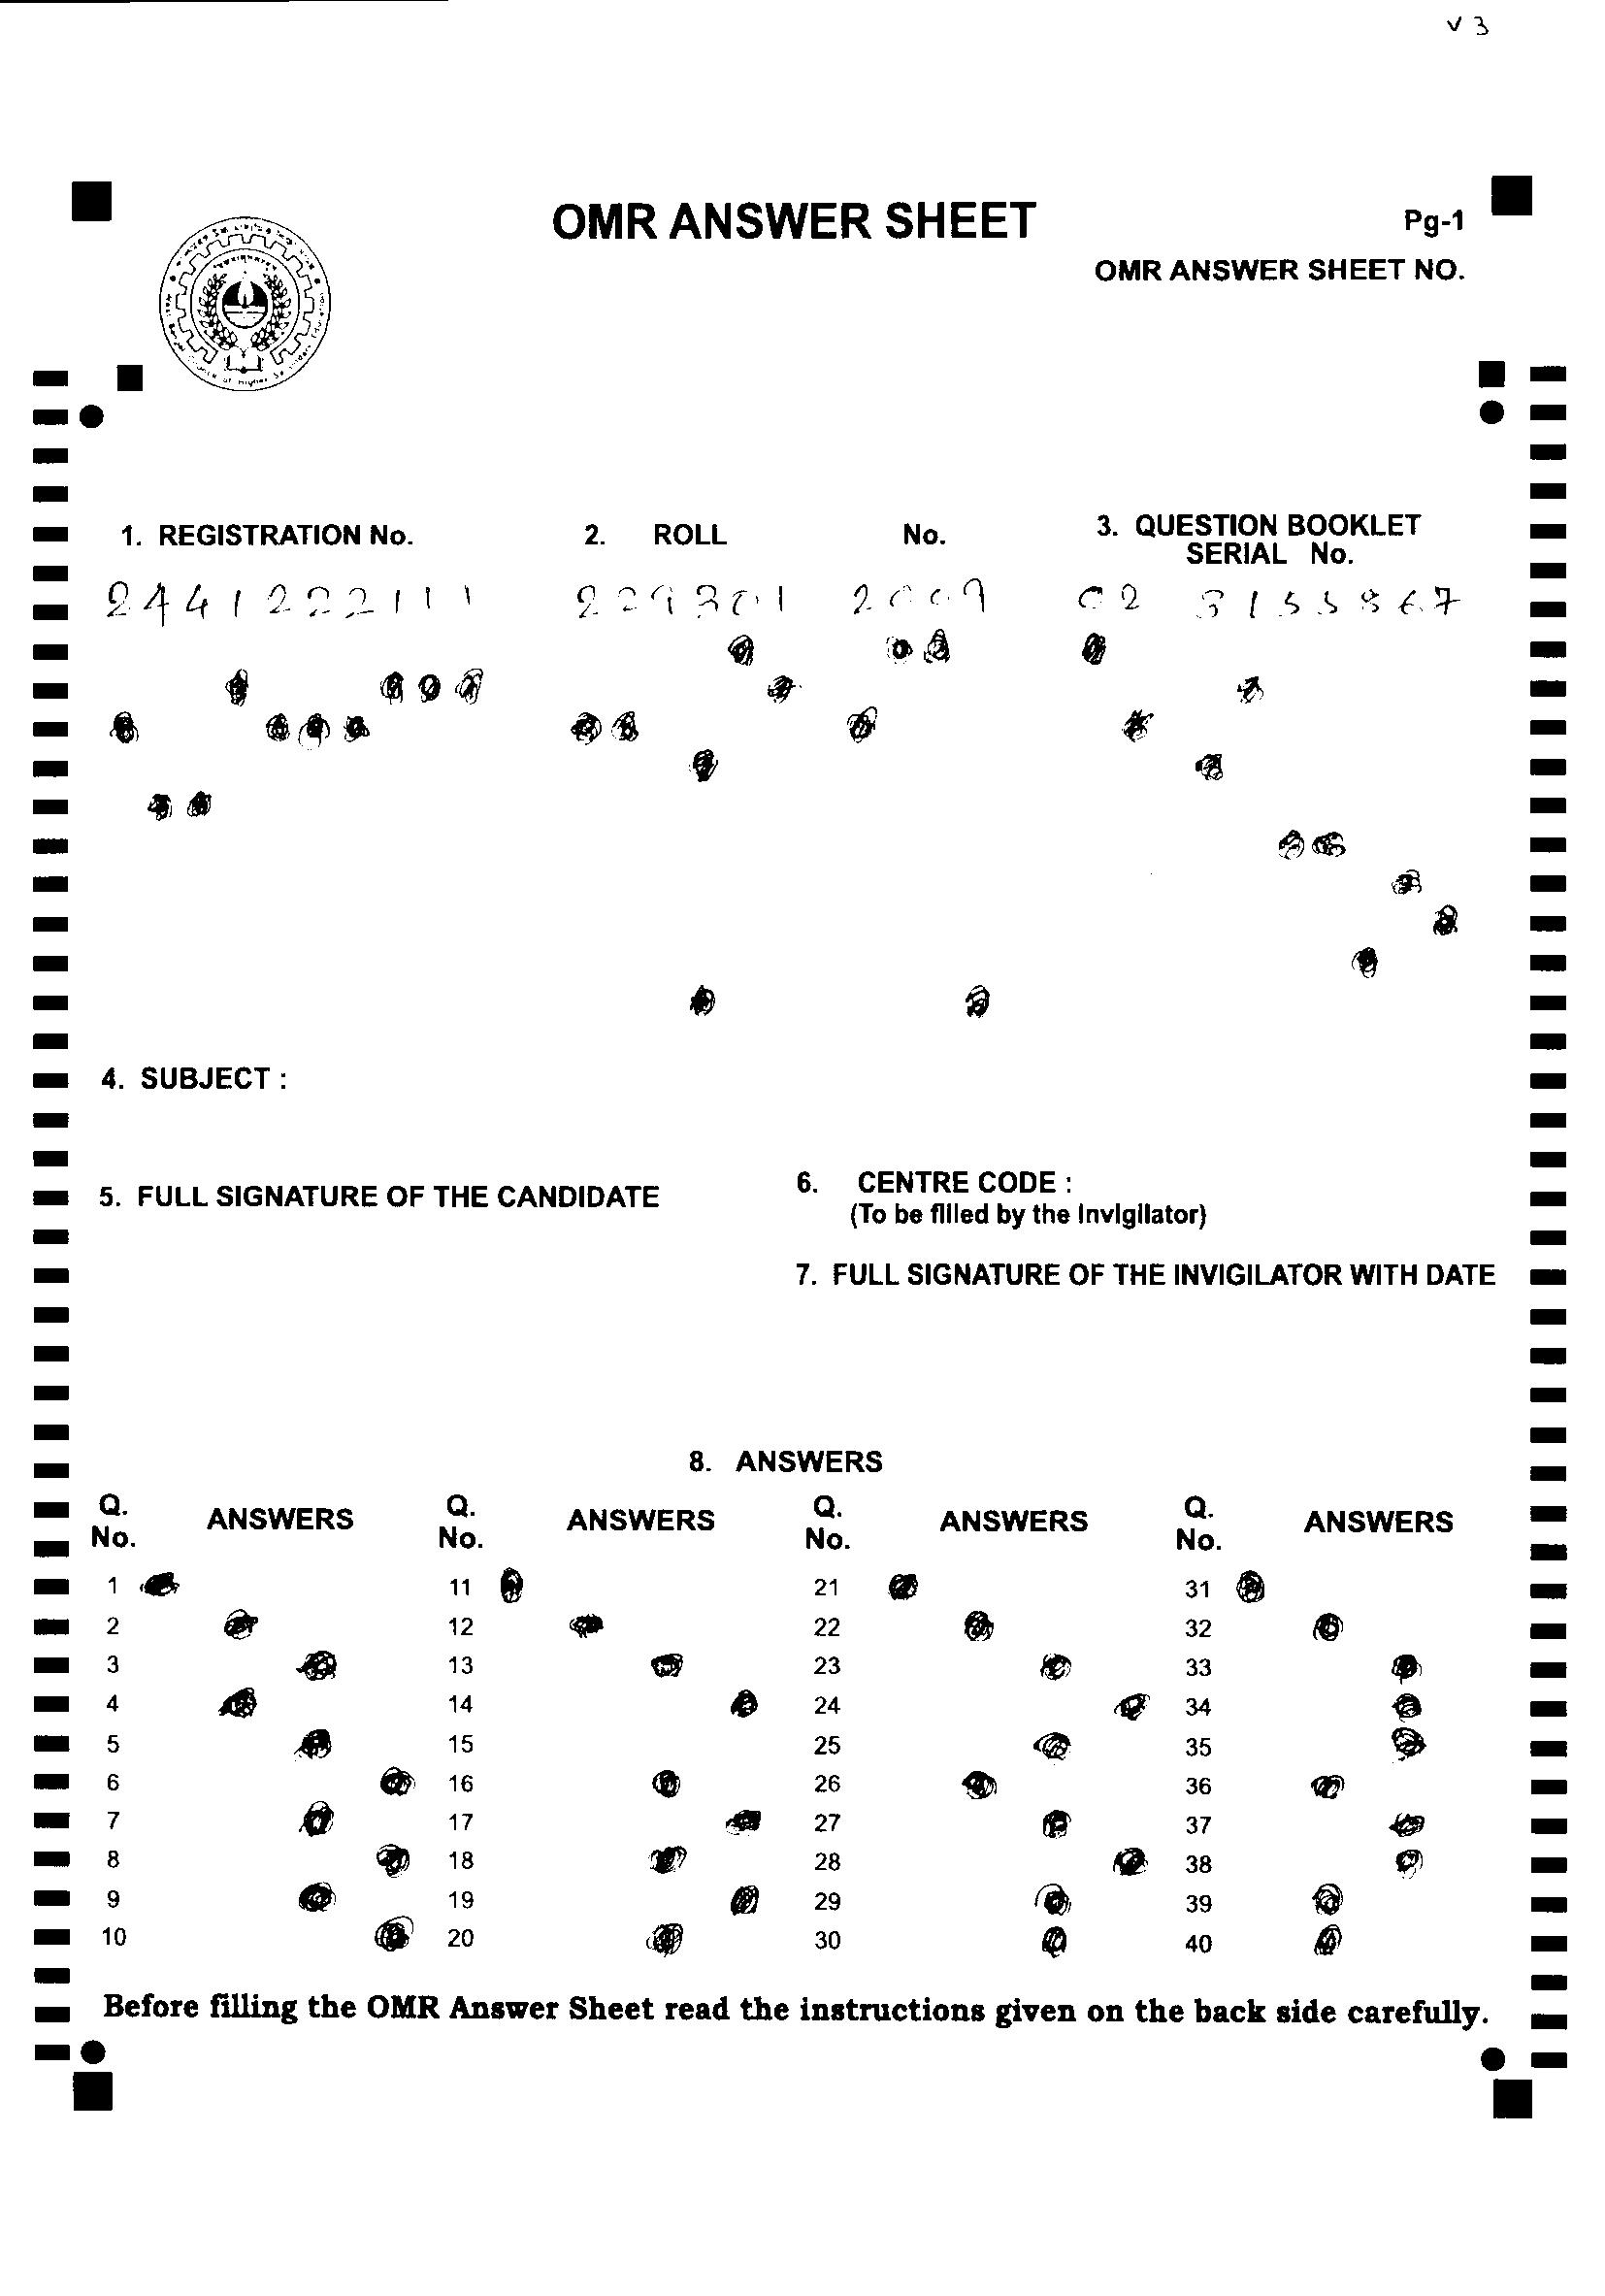 v 3
OMR ANSWER SHEET
Pg-1
OMR ANSWER SHEET NO.
1. REGISTRATION No.
2. ROLL No.
3. QUESTION BOOKLET SERIAL No.
2441222111
229301 2009
02 3155867
4. SUBJECT :
5. FULL SIGNATURE OF THE CANDIDATE
6. CENTRE CODE :
(To be filled by the Invigilator)
7. FULL SIGNATURE OF THE INVIGILATOR WITH DATE
8. ANSWERS
Q. No. ANSWERS Q. No. ANSWERS Q. No. ANSWERS Q. No. ANSWERS
1 11 21 31
2 12 22 32
3 13 23 33
4 14 24 34
5 15 25 35
6 16 26 36
7 17 27 37
8 18 28 38
9 19 29 39
10 20 30 40
Before filling the OMR Answer Sheet read the instructions given on the back side carefully.